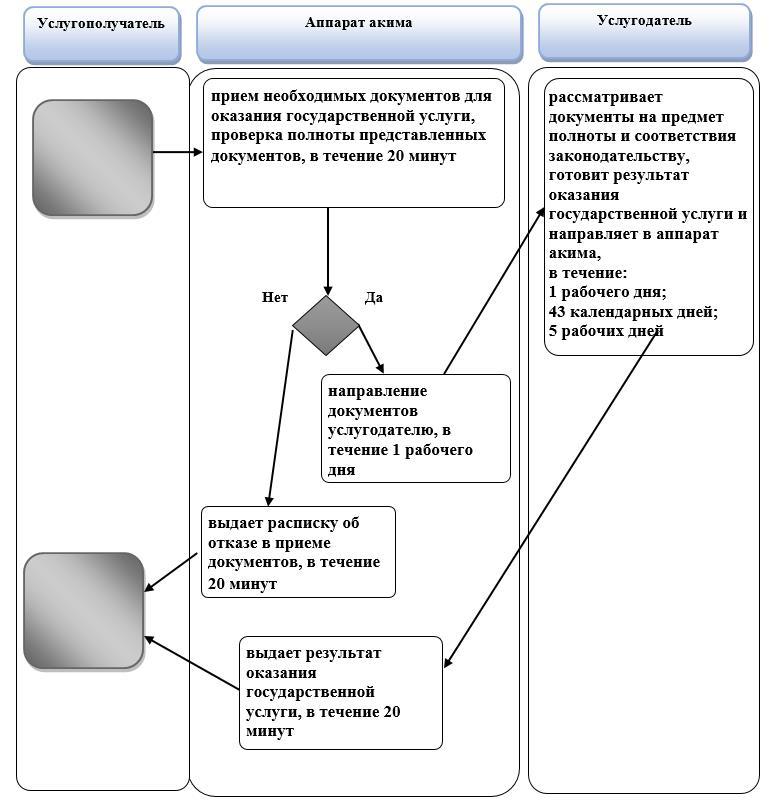 Услугополучатель
Аппарат акима
Услугодатель
прием необходимых документов для
оказания государственной услуги,
проверка полноты представленных
документов, в течение 20 минут
рассматривает
документы на предмет
полноты и соответствия
законодательству,
готовит результат
оказания
государственной услуги и
направляет в аппарат
акима,
в течение:
1 рабочего дня;
43 календарных дней;
5 рабочих дней
Нет
Да
направление
документов
услугодателю, в
течение 1 рабочего
дня
выдает расписку об
отказе в приеме
документов, в течение
20 минут
выдает результат
оказания
государственной
услуги, в течение 20
минут